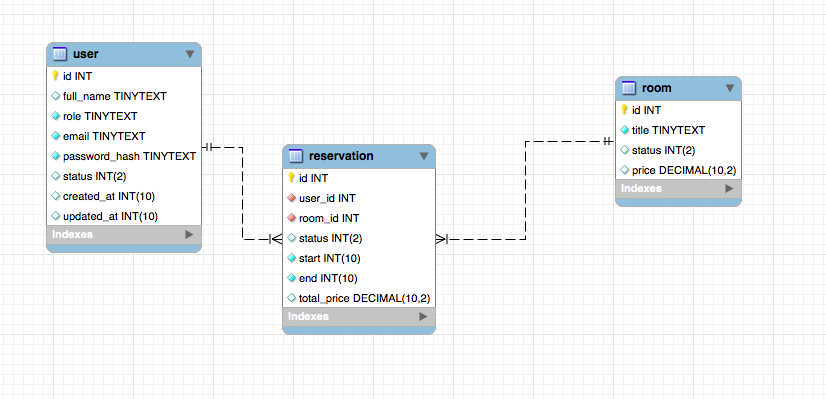 user
id INT
full_name TINYTEXT
role TINYTEXT
email TINYTEXT
password_hash TINYTEXT
status INT(2)
created_at INT(10)
updated_at INT(10)
Indexes
reservation
id INT
user_id INT
room_id INT
status INT(2)
start INT(10)
end INT(10)
total_price DECIMAL(10,2)
Indexes
room
id INT
title TINYTEXT
status INT(2)
price DECIMAL(10,2)
Indexes